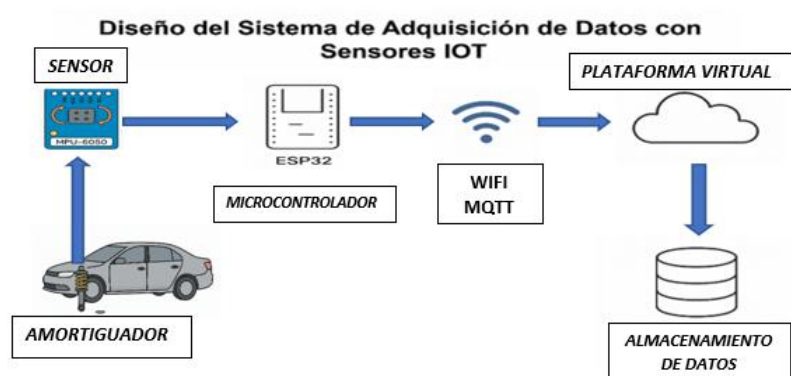 Diseño del Sistema de Adquisición de Datos con
Sensores IOT
SENSOR
MPU-6050
ESP32
MICROCONTROLADOR
WIFI
MQTT
PLATAFORMA VIRTUAL
AMORTIGUADOR
ALMACENAMIENTO
DE DATOS